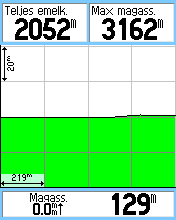 Teljes emelk. Max magass.
2052m 3162m
20m
219m
Magass.
0.0m↑ 129m